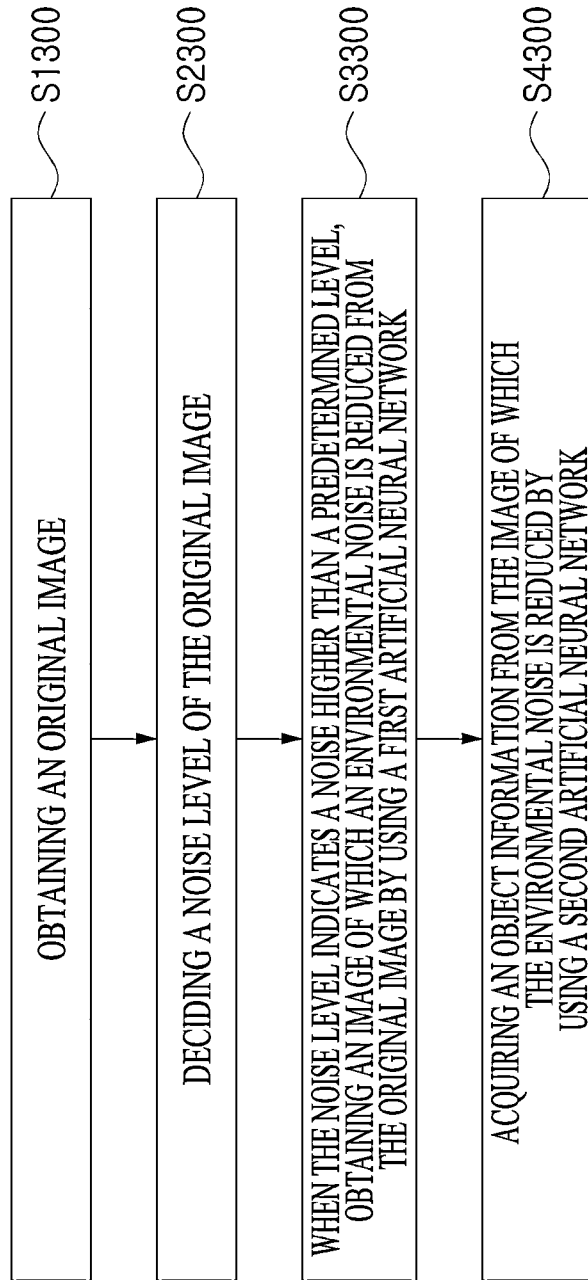 OBTAINING AN ORIGINAL IMAGE
S1300
DECIDING A NOISE LEVEL OF THE ORIGINAL IMAGE
S2300
WHEN THE NOISE LEVEL INDICATES A NOISE HIGHER THAN A PREDETERMINED LEVEL,
OBTAINING AN IMAGE OF WHICH AN ENVIRONMENTAL NOISE IS REDUCED FROM
THE ORIGINAL IMAGE BY USING A FIRST ARTIFICIAL NEURAL NETWORK
S3300
ACQUIRING AN OBJECT INFORMATION FROM THE IMAGE OF WHICH
THE ENVIRONMENTAL NOISE IS REDUCED BY
USING A SECOND ARTIFICIAL NEURAL NETWORK
S4300